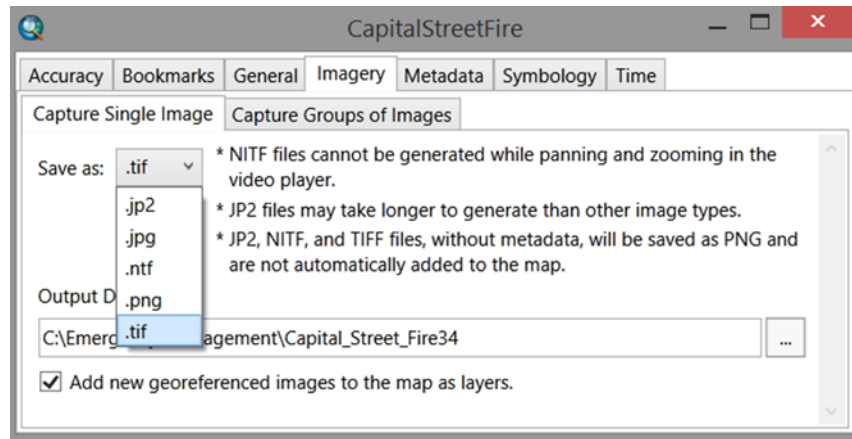 CapitalStreetFire
Accuracy Bookmarks General Imagery Metadata Symbology Time
Capture Single Image Capture Groups of Images
Save as: .tif
* NITF files cannot be generated while panning and zooming in the
video player.
* JP2 files may take longer to generate than other image types.
* JP2, NITF, and TIFF files, without metadata, will be saved as PNG and
are not automatically added to the map.
.jp2
.jpg
.ntf
.png
.tif
Output D
C:\Emerg agement\Capital_Street_Fire34 ...
Add new georeferenced images to the map as layers.